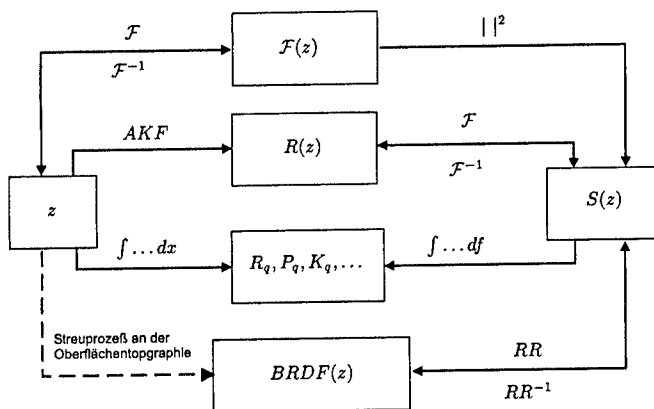 𝓕
𝓕⁻¹
𝓕(z)
| |²
AKF
R(z)
𝓕
𝓕⁻¹
z
S(z)
∫ ... dx
R_q, P_q, K_q, ...
∫ ... df
Streuprozeß an der
Oberflächentopgraphie
BRDF(z)
RR
RR⁻¹